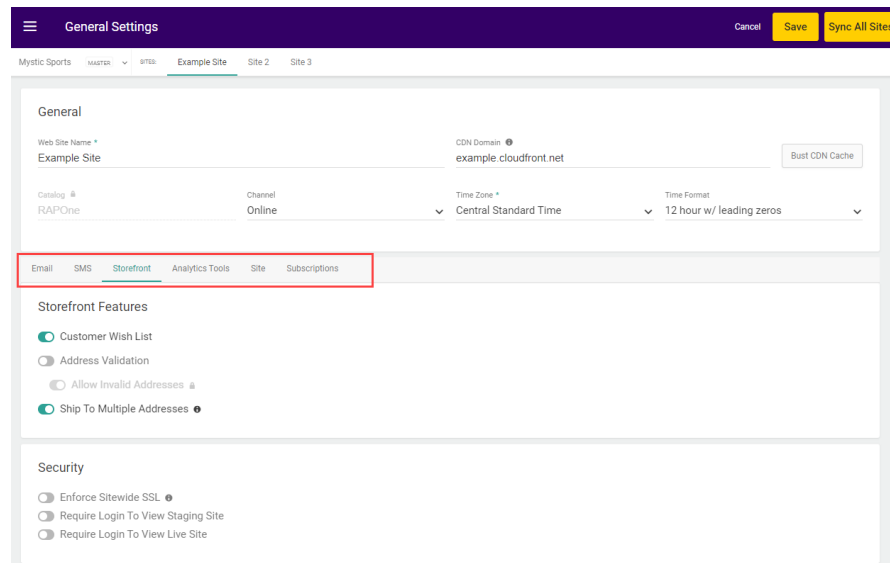 General Settings Cancel Save Sync All Sites
Mystic Sports MASTER SITES: Example Site Site 2 Site 3
General
Web Site Name * CDN Domain
Example Site example.cloudfront.net Bust CDN Cache
Catalog Channel Time Zone * Time Format
RAPOne Online Central Standard Time 12 hour w/ leading zeros
Email SMS Storefront Analytics Tools Site Subscriptions
Storefront Features
Customer Wish List
Address Validation
Allow Invalid Addresses
Ship To Multiple Addresses
Security
Enforce Sitewide SSL
Require Login To View Staging Site
Require Login To View Live Site